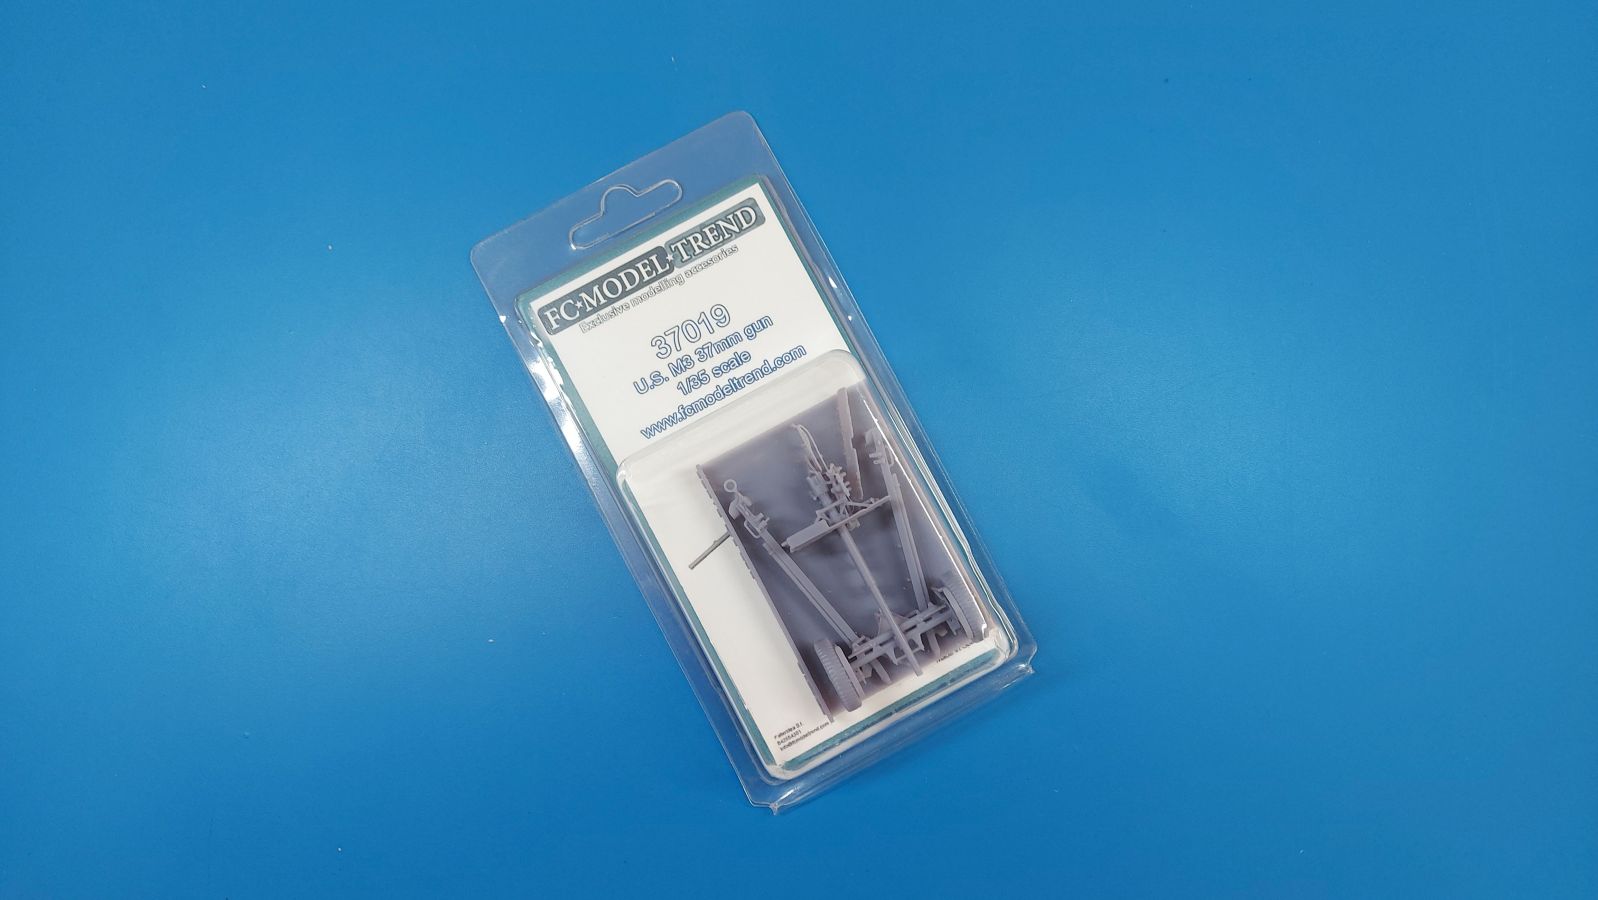 FC★MODEL★TREND
Exclusive modelling accesories
37019
U.S. M3 37mm gun
1/35 scale
www.fcmodeltrend.com